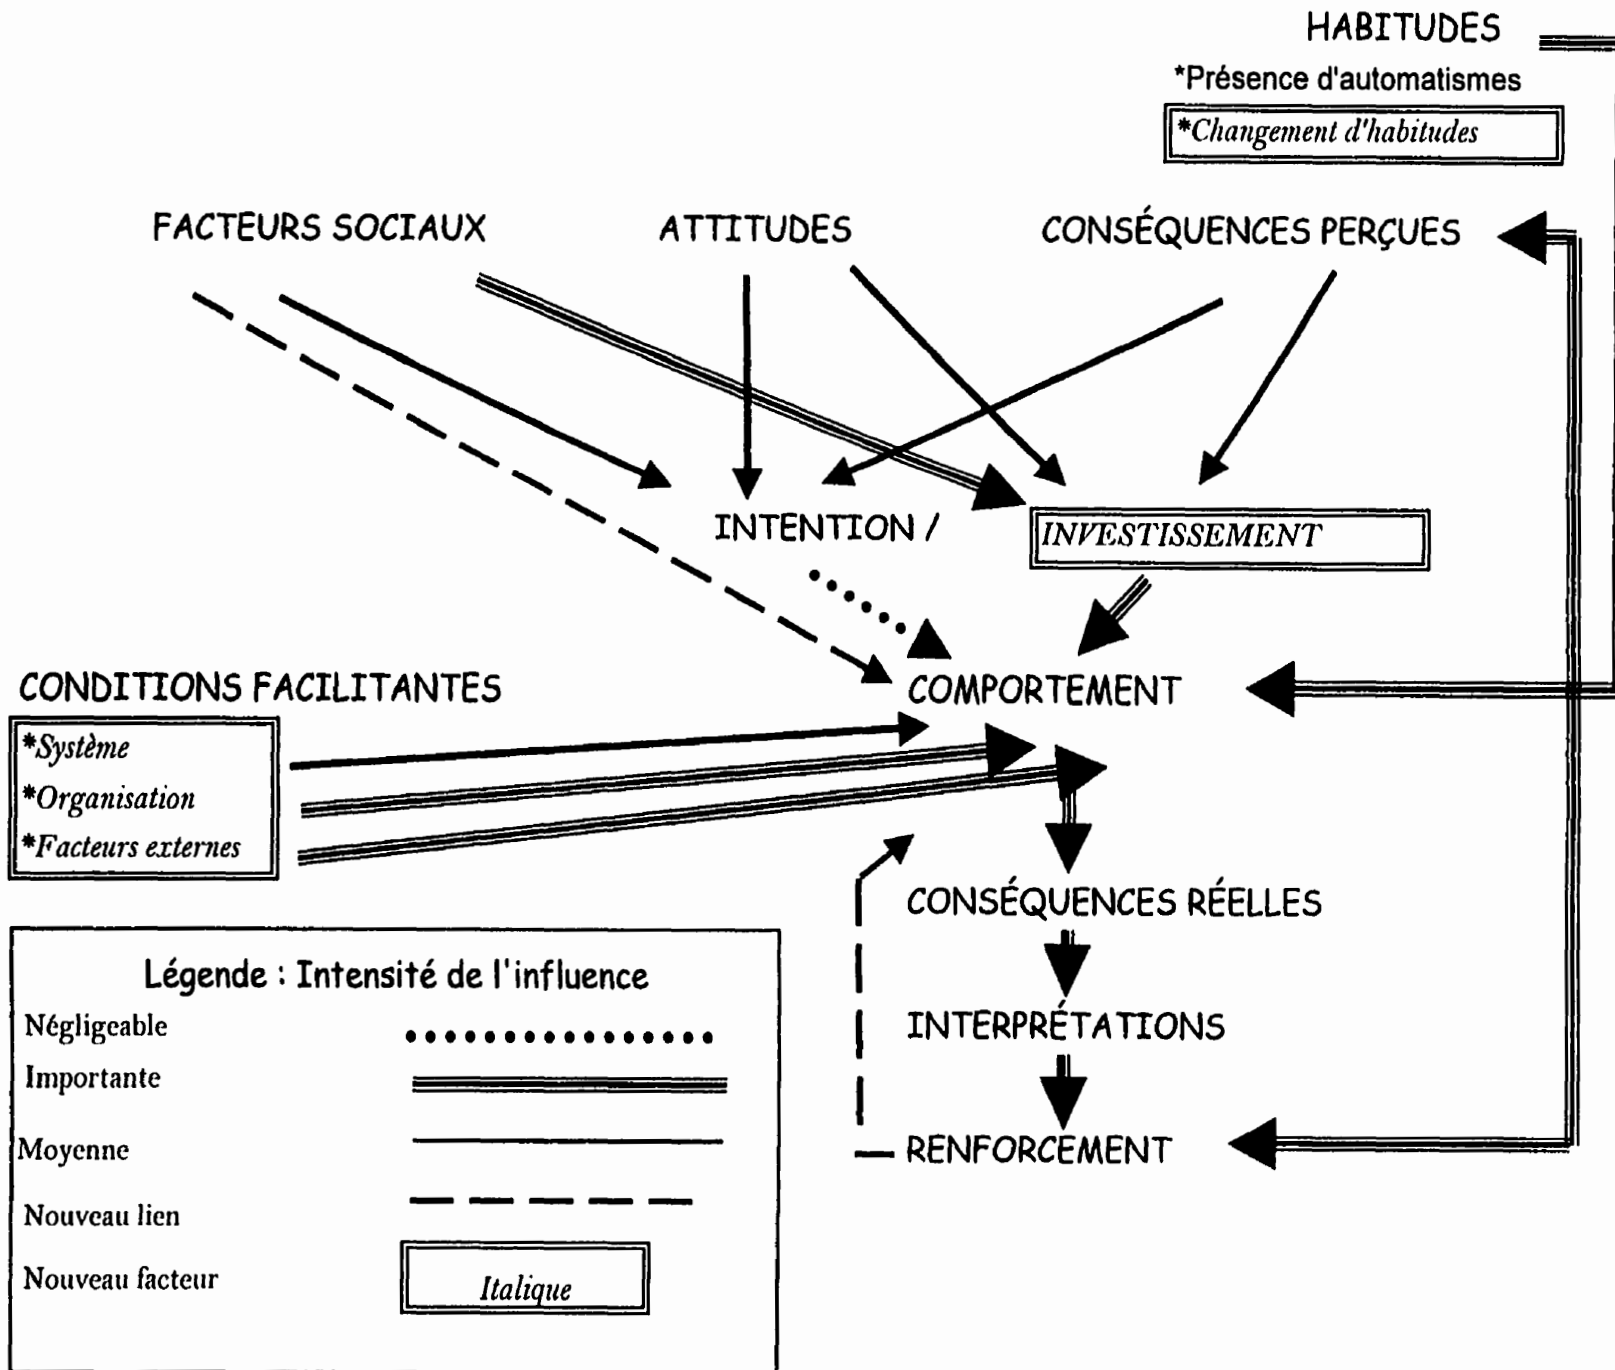 HABITUDES
*Présence d'automatismes
*Changement d'habitudes
FACTEURS SOCIAUX
ATTITUDES
CONSÉQUENCES PERÇUES
INTENTION /
INVESTISSEMENT
CONDITIONS FACILITANTES
COMPORTEMENT
*Système
*Organisation
*Facteurs externes
CONSÉQUENCES RÉELLES
INTERPRÉTATIONS
RENFORCEMENT
Légende : Intensité de l'influence
Négligeable
Importante
Moyenne
Nouveau lien
Nouveau facteur
Italique